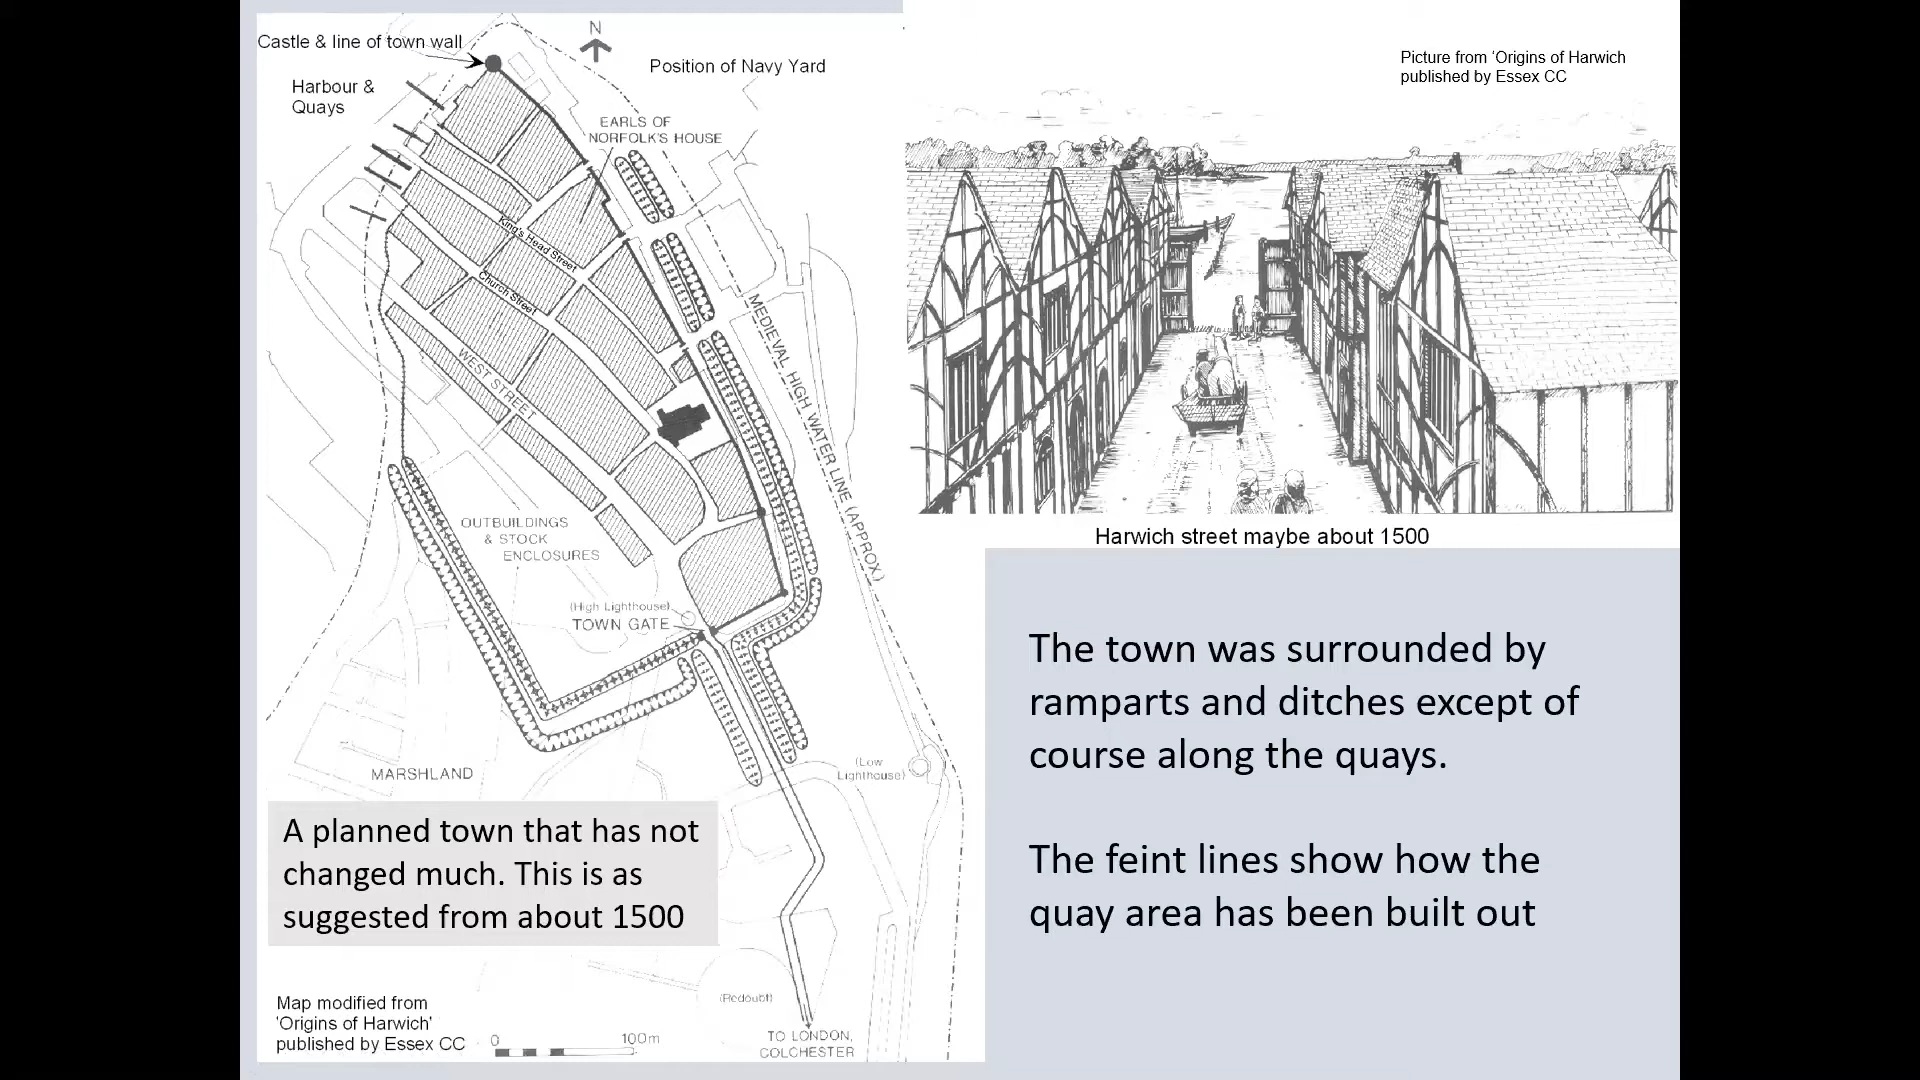 Castle & line of town wall
N
Position of Navy Yard
Harbour &
Quays
EARLS OF
NORFOLK'S HOUSE
King's Head Street
Church Street
WEST STREET
MEDIEVAL HIGH WATER LINE (APPROX.)
OUTBUILDINGS
& STOCK
ENCLOSURES
(High Lighthouse)
TOWN GATE
MARSHLAND
(Low
Lighthouse)
A planned town that has not
changed much. This is as
suggested from about 1500
(Redoubt)
Map modified from
'Origins of Harwich'
published by Essex CC
0 100m
TO LONDON,
COLCHESTER
Picture from 'Origins of Harwich
published by Essex CC
Harwich street maybe about 1500
The town was surrounded by
ramparts and ditches except of
course along the quays.
The feint lines show how the
quay area has been built out